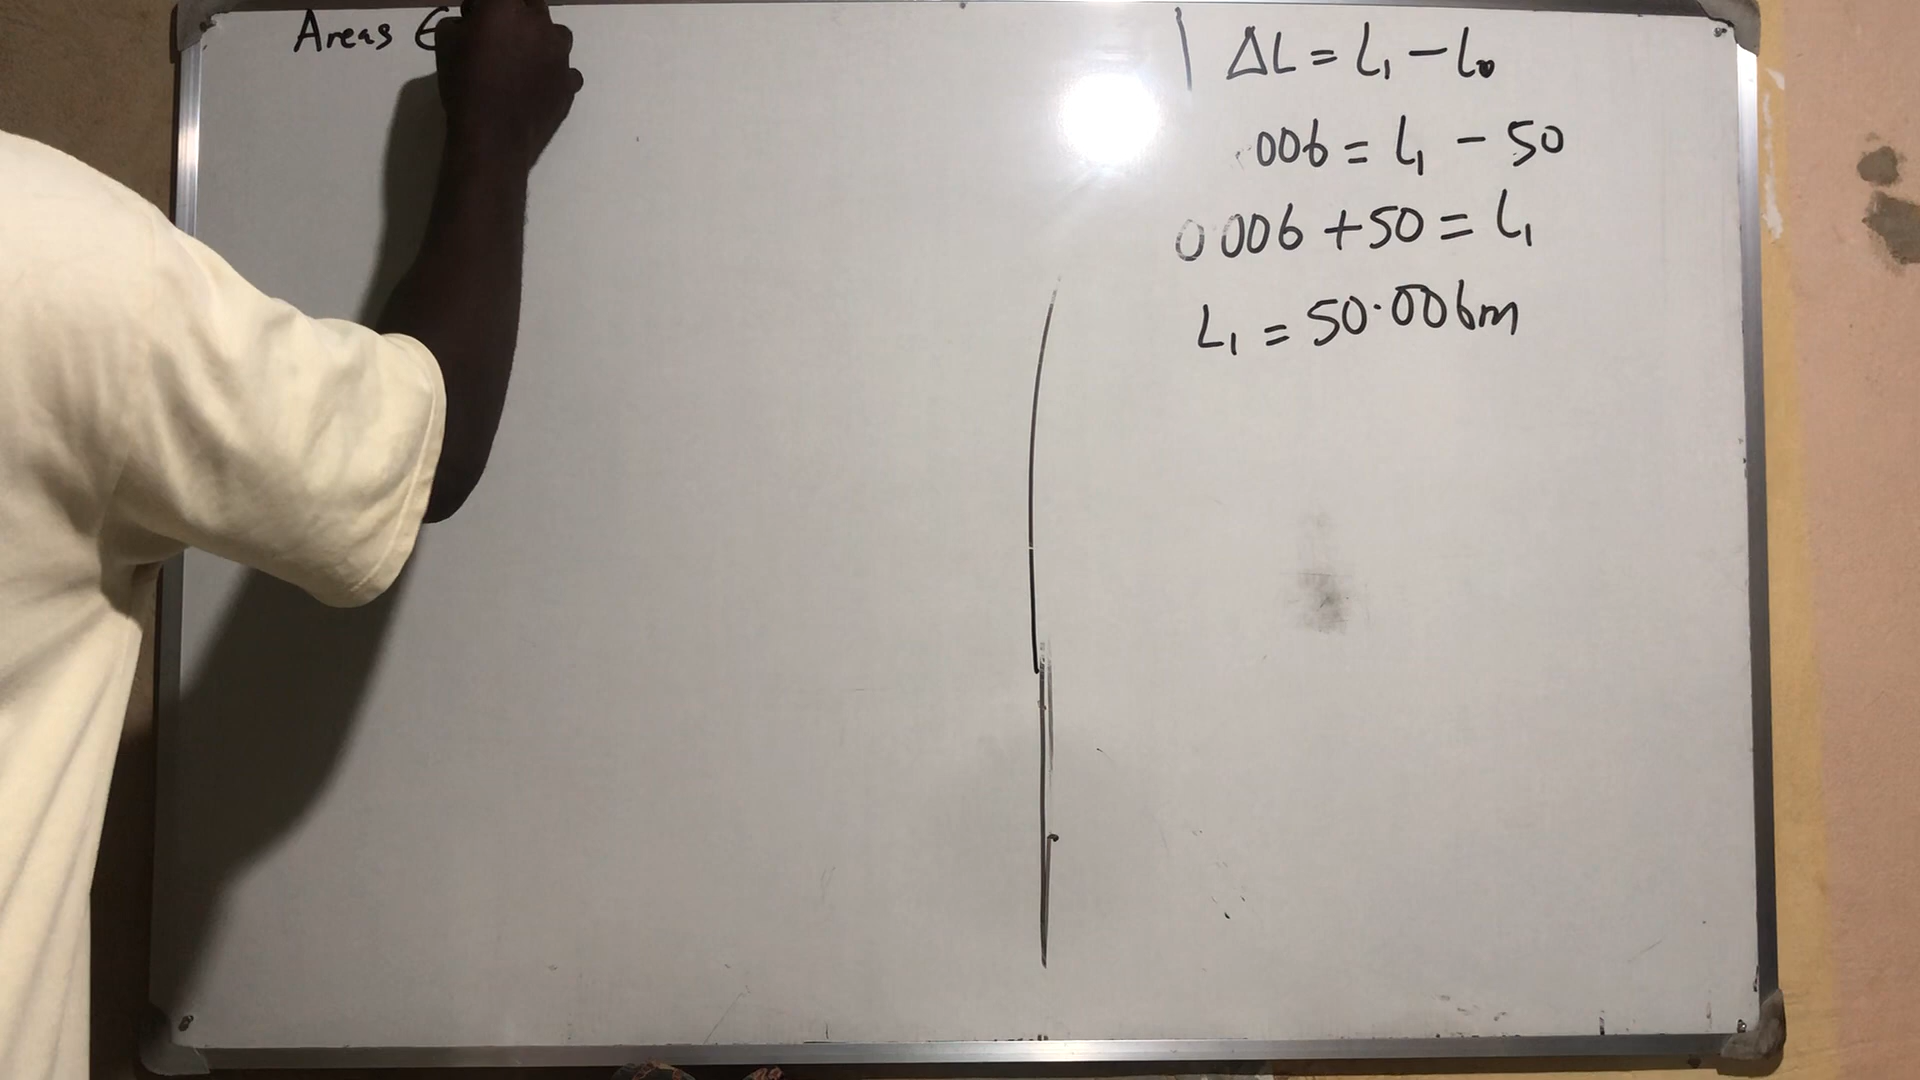 Areas
ΔL = L₁ - L₀
006 = L₁ - 50
0 006 + 50 = L₁
L₁ = 50.006m